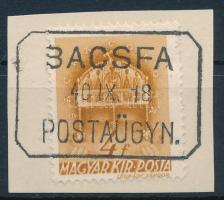 BACSFA
40 IX 18
POSTAÜGYN.
4f
MAGYAR KIR. POSTA